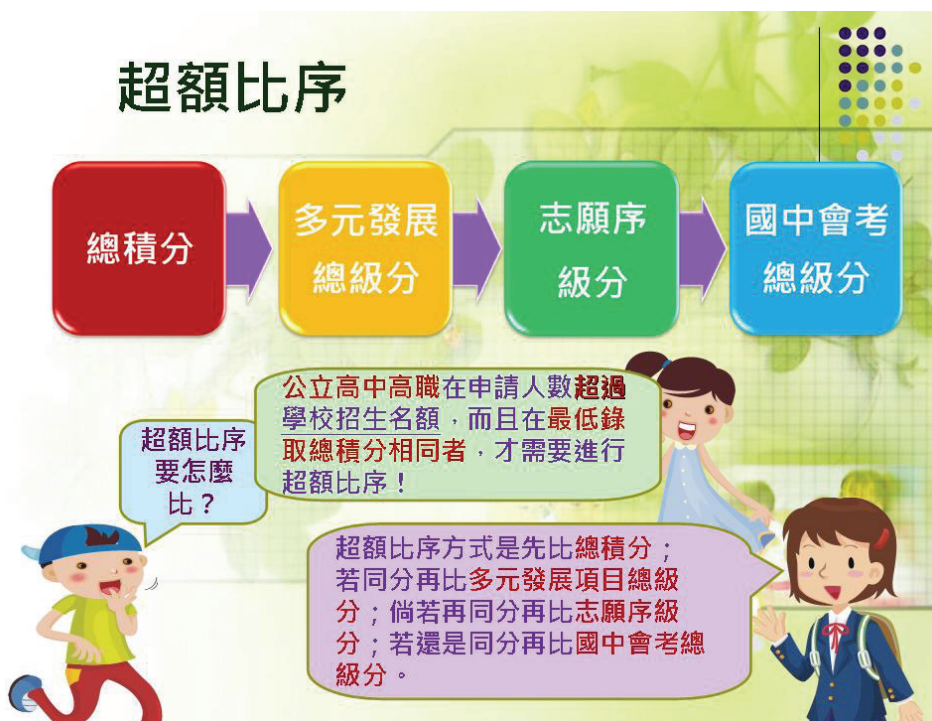 超額比序
總積分
多元發展
總級分
志願序
級分
國中會考
總級分
公立高中高職在申請人數超過
學校招生名額，而且在最低錄
取總積分相同者，才需要進行
超額比序！
超額比序
要怎麼
比？
超額比序方式是先比總積分；
若同分再比多元發展項目總級
分；倘若再同分再比志願序級
分；若還是同分再比國中會考總
級分。